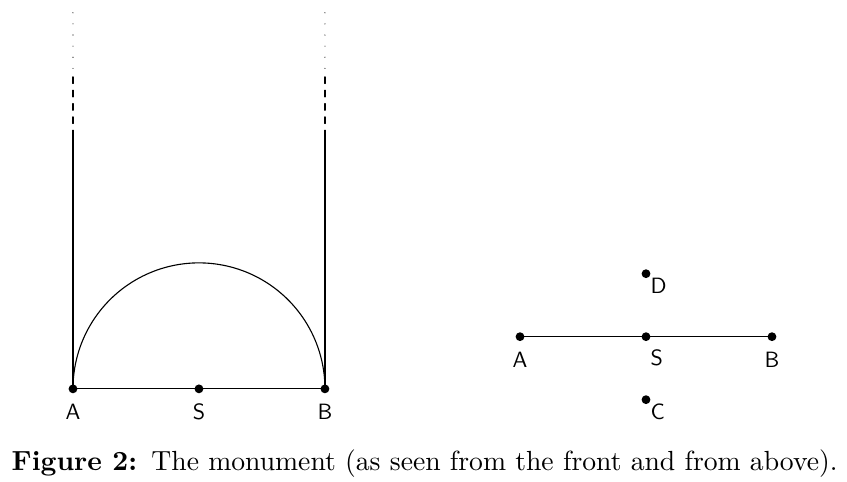 D
A S B
C
A S B
Figure 2: The monument (as seen from the front and from above).